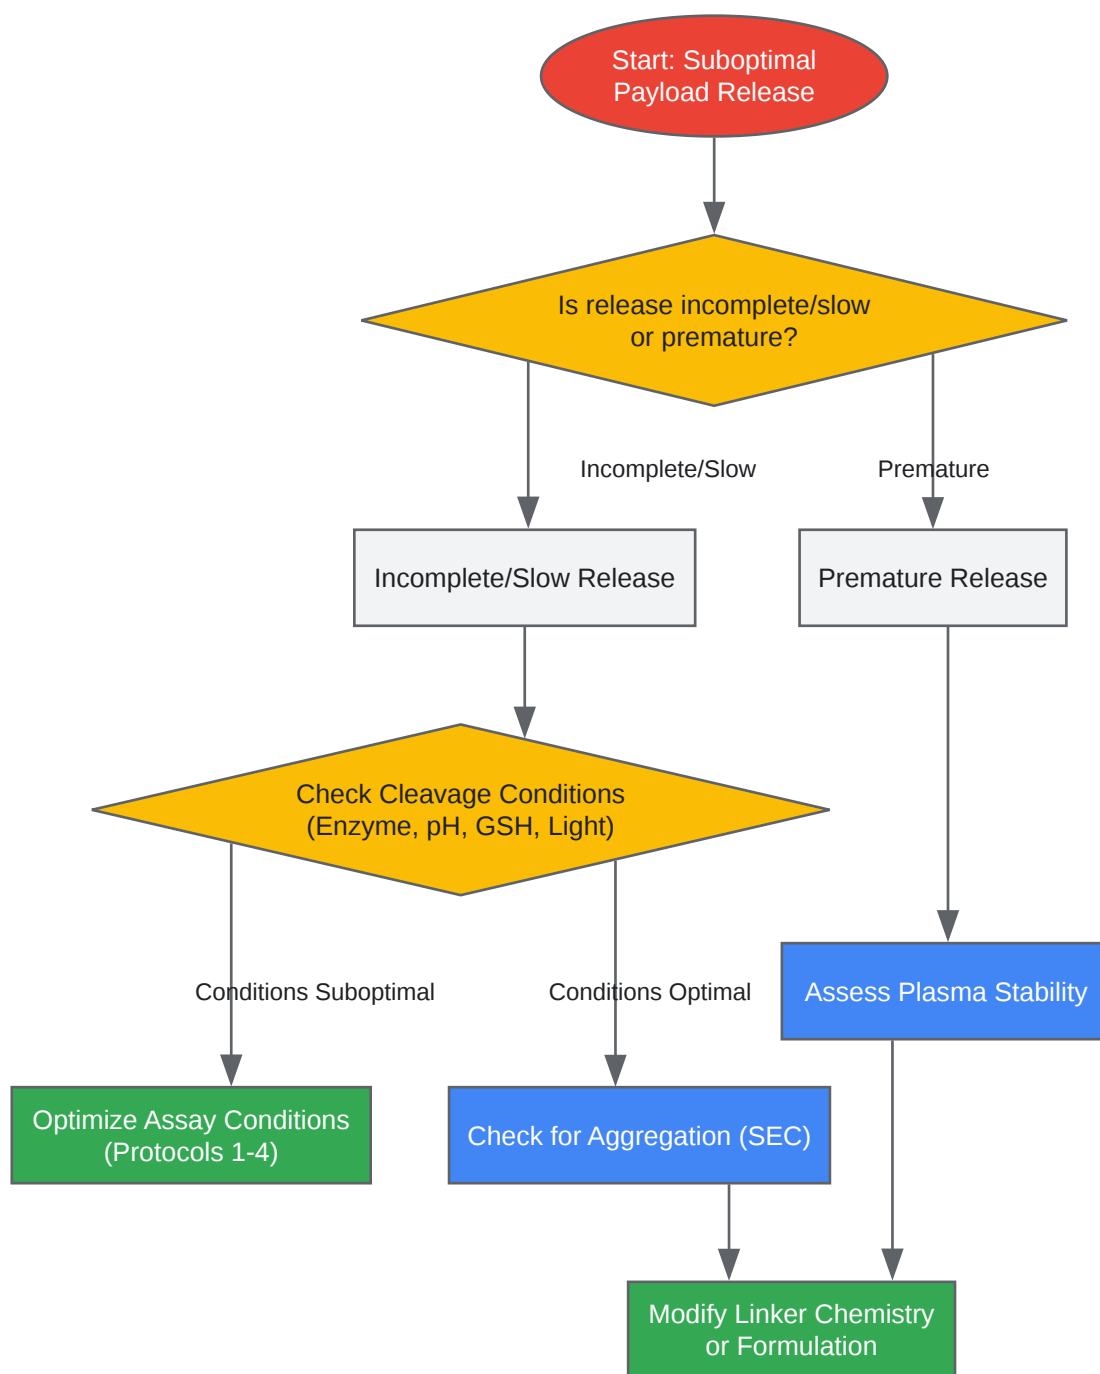 Start: Suboptimal
Payload Release
Is release incomplete/slow
or premature?
Incomplete/Slow
Premature
Incomplete/Slow Release
Premature Release
Check Cleavage Conditions
(Enzyme, pH, GSH, Light)
Conditions Suboptimal
Conditions Optimal
Assess Plasma Stability
Optimize Assay Conditions
(Protocols 1-4)
Check for Aggregation (SEC)
Modify Linker Chemistry
or Formulation